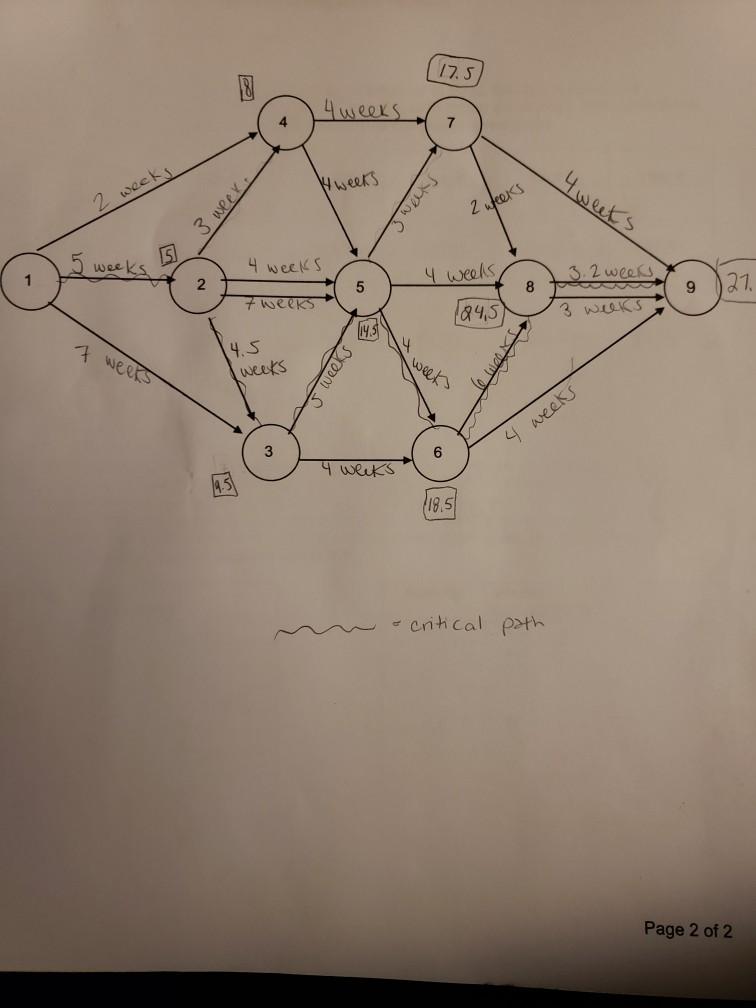 17.5
8
4
4 weeks
7
2 weeks
3 week.
4 weeks
3 weeks
2 weeks
4 weeks
1
5 weeks
5
2
4 weeks
7 weeks
5
14.5
4 weeks
8
24.5
3.2 weeks
3 weeks
9
27.
7 weeks
4.5
weeks
5 weeks
4 weeks
6 weeks
4 weeks
3
9.5
4 weeks
6
18.5
= critical path
Page 2 of 2